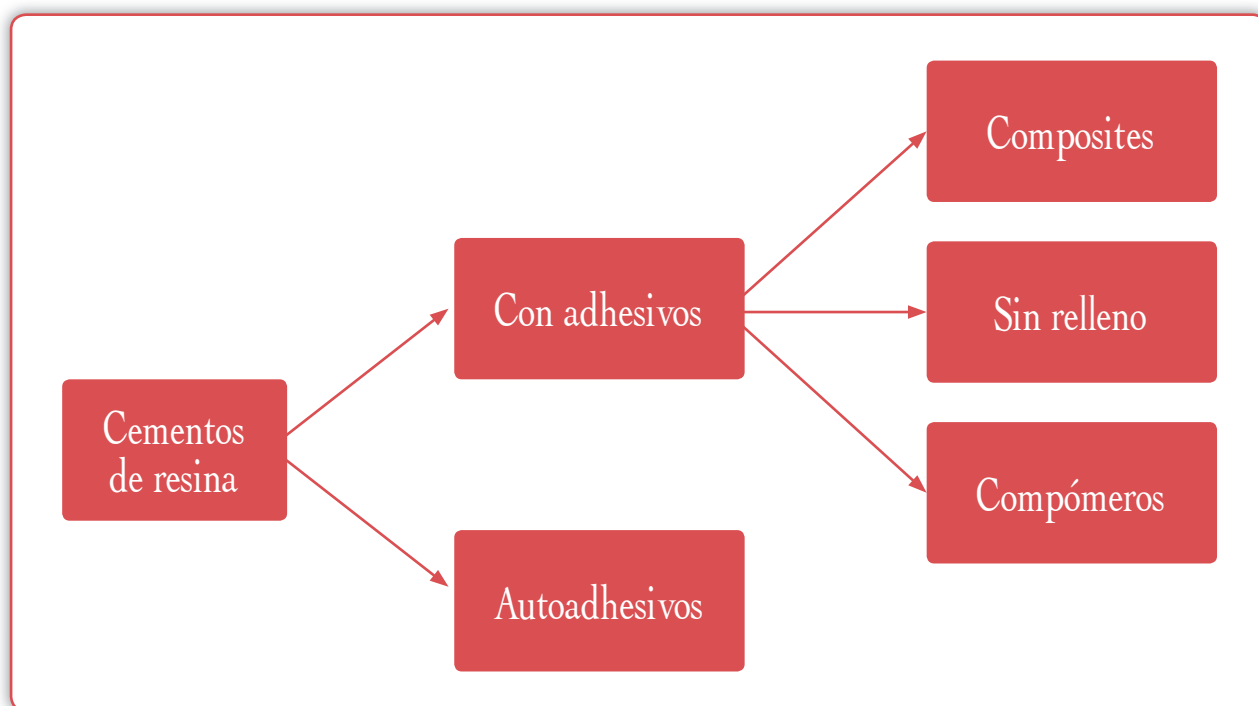 Cementos
de resina
Con adhesivos
Autoadhesivos
Composites
Sin relleno
Compómeros